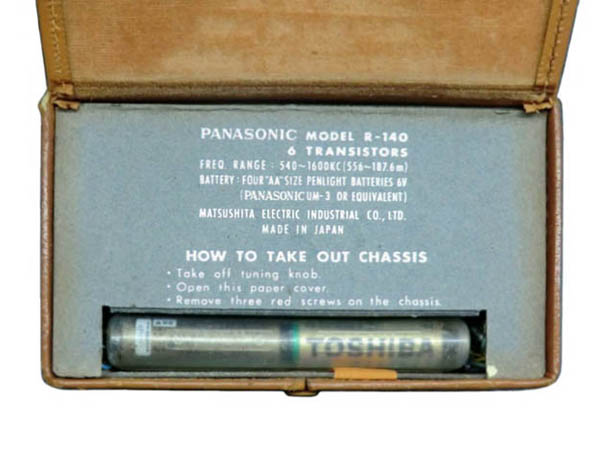 PANASONIC MODEL R-140
6 TRANSISTORS
FREQ. RANGE : 540~1600KC (556~187.6m)
BATTERY : FOUR "AA" SIZE PENLIGHT BATTERIES 6V
(PANASONIC UM-3 OR EQUIVALENT)
MATSUSHITA ELECTRIC INDUSTRIAL CO., LTD.
MADE IN JAPAN
HOW TO TAKE OUT CHASSIS
• Take off tuning knob.
• Open this paper cover.
• Remove three red screws on the chassis.
TOSHIBA